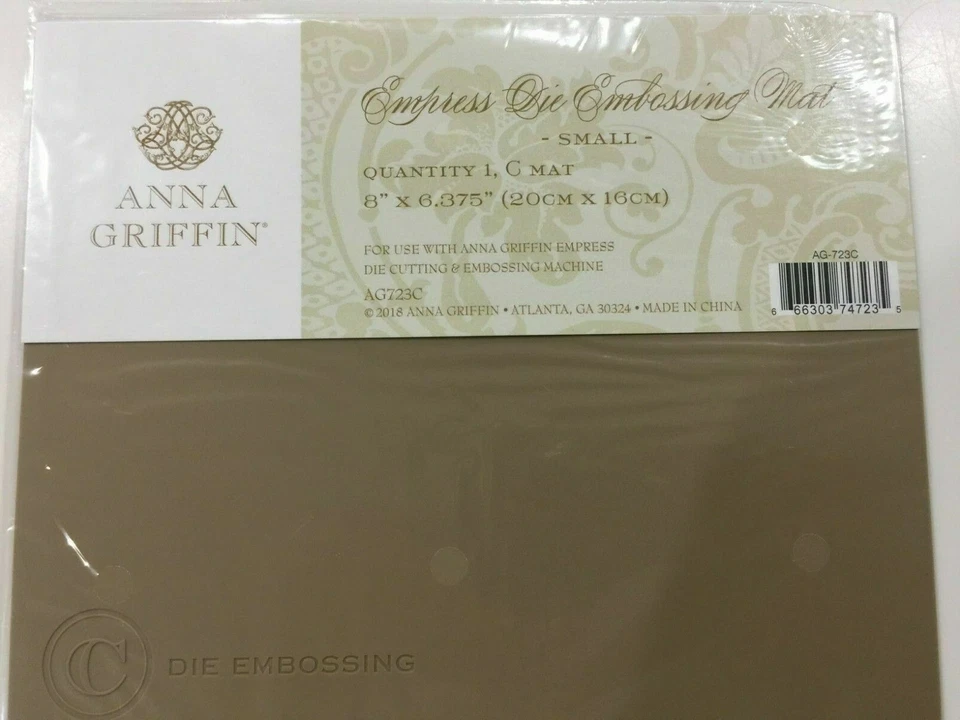 ANNA
GRIFFIN®
Empress Die Embossing Mat
- SMALL -
QUANTITY 1, C MAT
8" X 6.375" (20CM X 16CM)
FOR USE WITH ANNA GRIFFIN EMPRESS
DIE CUTTING & EMBOSSING MACHINE
AG723C
©2018 ANNA GRIFFIN • ATLANTA, GA 30324 • MADE IN CHINA
AG-723C
6 66303 74723 5
C DIE EMBOSSING